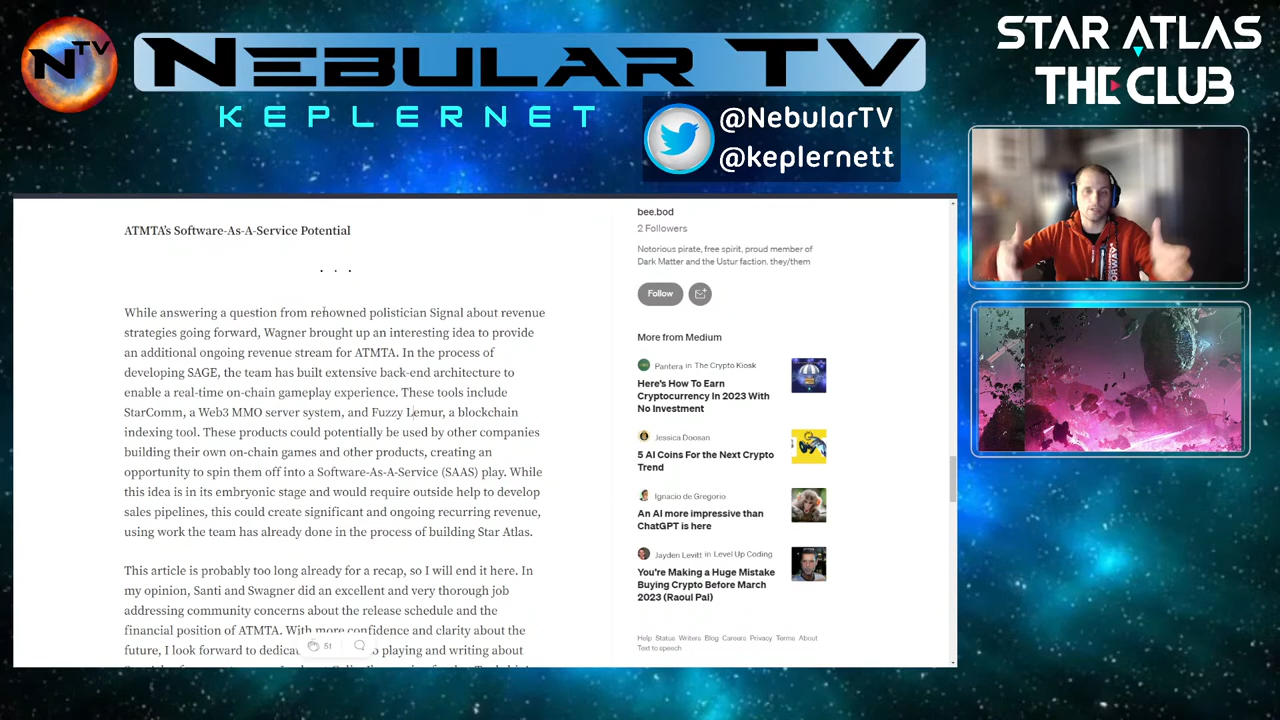 N TV
NEBULAR TV
KEPLERNET
@NebularTV
@keplernett
STAR ATLAS
THE CLUB
NORWAY
ATMTA's Software-As-A-Service Potential
. . .
While answering a question from renowned polistician Signal about revenue
strategies going forward, Wagner brought up an interesting idea to provide
an additional ongoing revenue stream for ATMTA. In the process of
developing SAGE, the team has built extensive back-end architecture to
enable a real-time on-chain gameplay experience. These tools include
StarComm, a Web3 MMO server system, and Fuzzy Lemur, a blockchain
indexing tool. These products could potentially be used by other companies
building their own on-chain games and other products, creating an
opportunity to spin them off into a Software-As-A-Service (SAAS) play. While
this idea is in its embryonic stage and would require outside help to develop
sales pipelines, this could create significant and ongoing recurring revenue,
using work the team has already done in the process of building Star Atlas.
This article is probably too long already for a recap, so I will end it here. In
my opinion, Santi and Swagner did an excellent and very thorough job
addressing community concerns about the release schedule and the
financial position of ATMTA. With more confidence and clarity about the
future, I look forward to dedica
o playing and writing about
51
bee.bod
2 Followers
Notorious pirate, free spirit, proud member of
Dark Matter and the Ustur faction. they/them
Follow
More from Medium
Pantera in The Crypto Kiosk
Here's How To Earn
Cryptocurrency In 2023 With
No Investment
Jessica Doosan
5 AI Coins For the Next Crypto
Trend
Ignacio de Gregorio
An AI more impressive than
ChatGPT is here
Jayden Levitt in Level Up Coding
You're Making a Huge Mistake
Buying Crypto Before March
2023 (Raoul Pal)
Help Status Writers Blog Careers Privacy Terms About
Text to speech